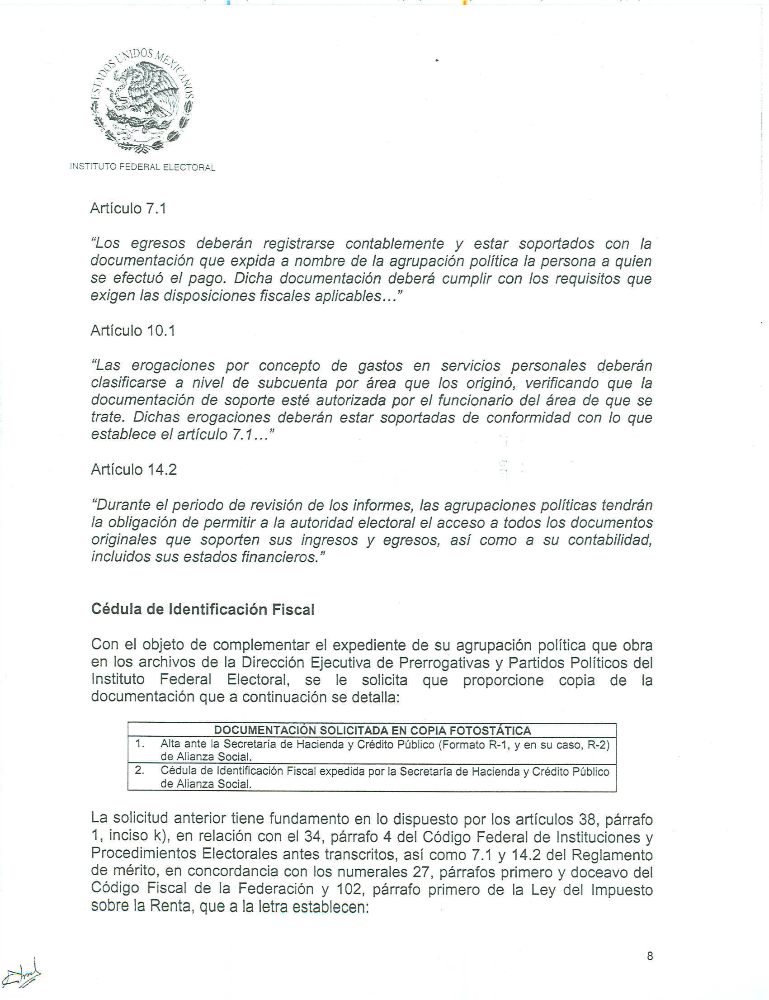 ESTADOS UNIDOS MEXICANOS
INSTITUTO FEDERAL ELECTORAL
Artículo 7.1
“Los egresos deberán registrarse contablemente y estar soportados con la
documentación que expida a nombre de la agrupación política la persona a quien
se efectuó el pago. Dicha documentación deberá cumplir con los requisitos que
exigen las disposiciones fiscales aplicables...”
Artículo 10.1
“Las erogaciones por concepto de gastos en servicios personales deberán
clasificarse a nivel de subcuenta por área que los originó, verificando que la
documentación de soporte esté autorizada por el funcionario del área de que se
trate. Dichas erogaciones deberán estar soportadas de conformidad con lo que
establece el artículo 7.1...”
Artículo 14.2
“Durante el periodo de revisión de los informes, las agrupaciones políticas tendrán
la obligación de permitir a la autoridad electoral el acceso a todos los documentos
originales que soporten sus ingresos y egresos, así como a su contabilidad,
incluidos sus estados financieros.”
Cédula de Identificación Fiscal
Con el objeto de complementar el expediente de su agrupación política que obra
en los archivos de la Dirección Ejecutiva de Prerrogativas y Partidos Políticos del
Instituto Federal Electoral, se le solicita que proporcione copia de la
documentación que a continuación se detalla:
DOCUMENTACIÓN SOLICITADA EN COPIA FOTOSTÁTICA
1. Alta ante la Secretaría de Hacienda y Crédito Público (Formato R-1, y en su caso, R-2)
de Alianza Social.
2. Cédula de Identificación Fiscal expedida por la Secretaría de Hacienda y Crédito Público
de Alianza Social.
La solicitud anterior tiene fundamento en lo dispuesto por los artículos 38, párrafo
1, inciso k), en relación con el 34, párrafo 4 del Código Federal de Instituciones y
Procedimientos Electorales antes transcritos, así como 7.1 y 14.2 del Reglamento
de mérito, en concordancia con los numerales 27, párrafos primero y doceavo del
Código Fiscal de la Federación y 102, párrafo primero de la Ley del Impuesto
sobre la Renta, que a la letra establecen:
8